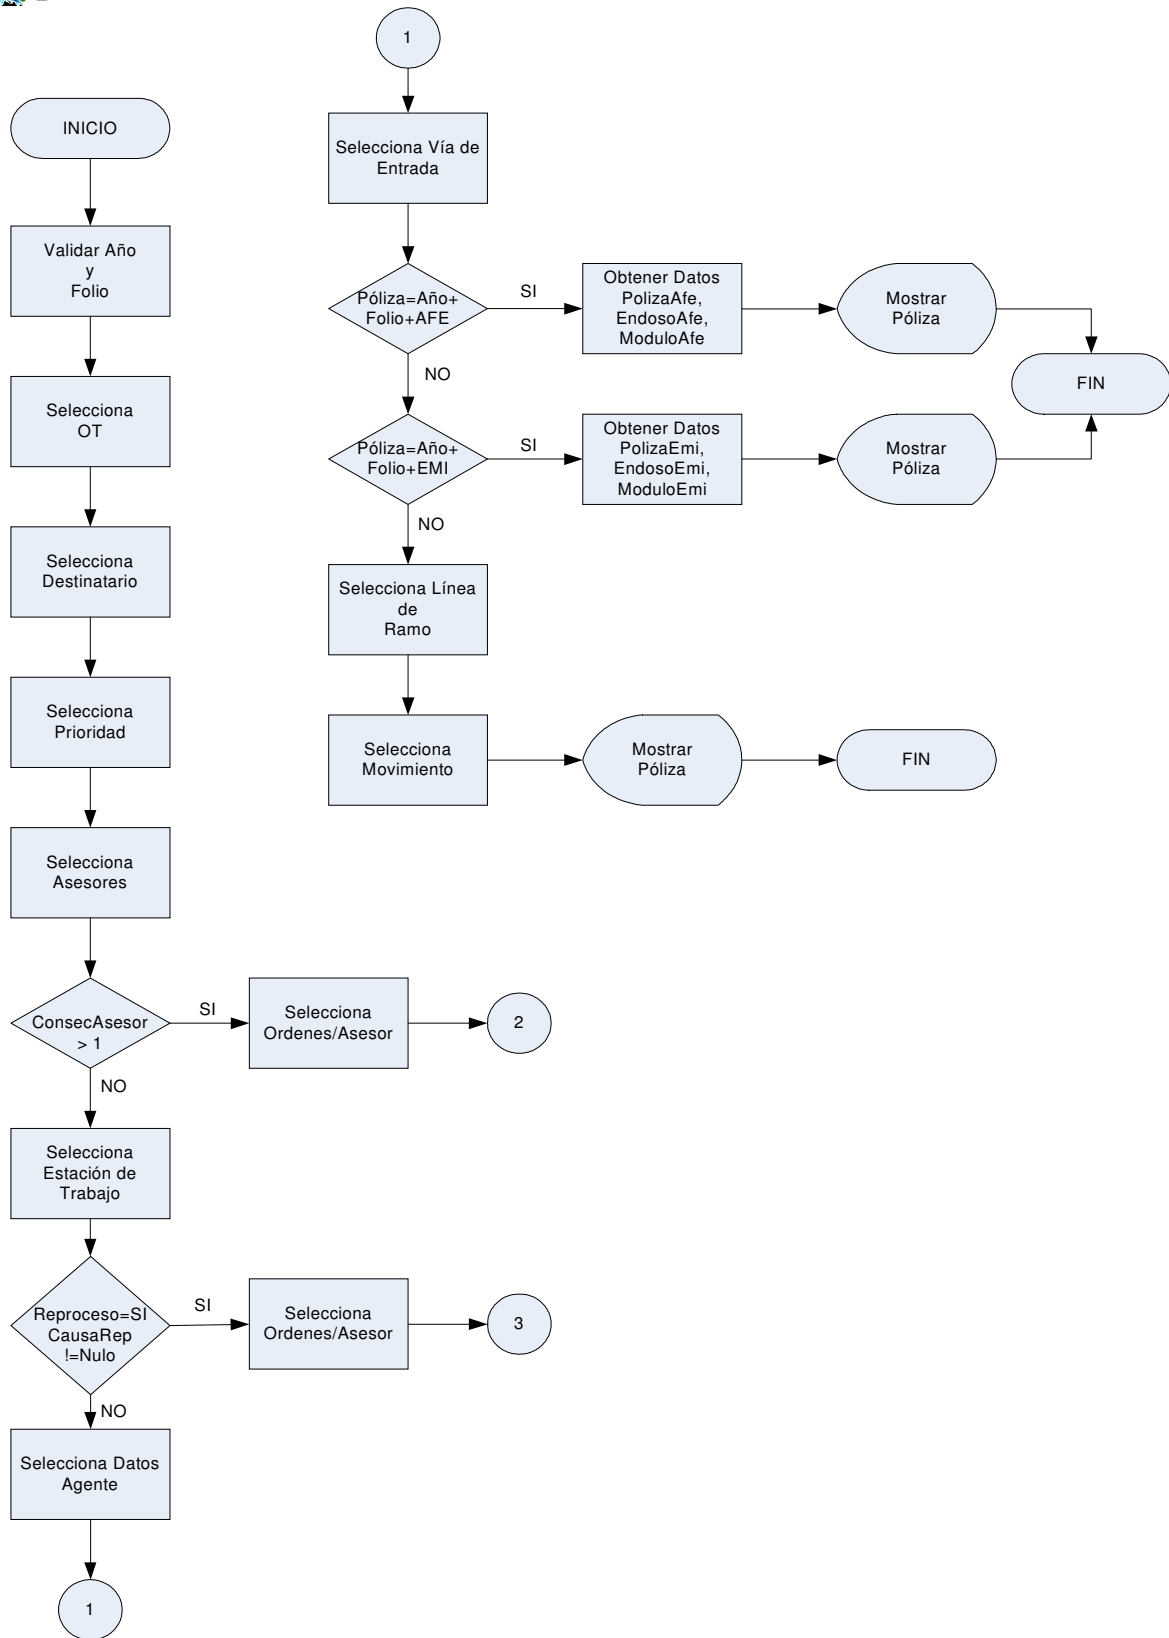 INICIO
Validar Año
y
Folio
Selecciona
OT
Selecciona
Destinatario
Selecciona
Prioridad
Selecciona
Asesores
ConsecAsesor
> 1
SI
Selecciona
Ordenes/Asesor
2
NO
Selecciona
Estación de
Trabajo
Reproceso=SI
CausaRep
!=Nulo
SI
Selecciona
Ordenes/Asesor
3
NO
Selecciona Datos
Agente
1
1
Selecciona Vía de
Entrada
Póliza=Año+
Folio+AFE
SI
Obtener Datos
PolizaAfe,
EndosoAfe,
ModuloAfe
Mostrar
Póliza
FIN
NO
Póliza=Año+
Folio+EMI
SI
Obtener Datos
PolizaEmi,
EndosoEmi,
ModuloEmi
Mostrar
Póliza
NO
Selecciona Línea
de
Ramo
Selecciona
Movimiento
Mostrar
Póliza
FIN